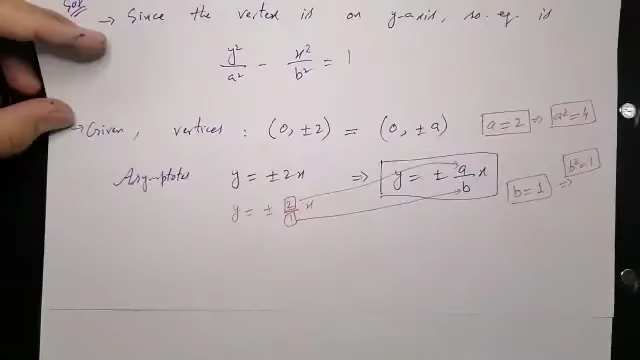 Sol → Since the vertex is on y-axis, so eq. is
y²/a² - x²/b² = 1
→ Given, vertices : (0, ±2) = (0, ±a) a=2 ⇒ a²=4
Asymptotes y = ±2x ⇒ y = ± a/b x b=1 ⇒ b²=1
y = ± 2/1 x